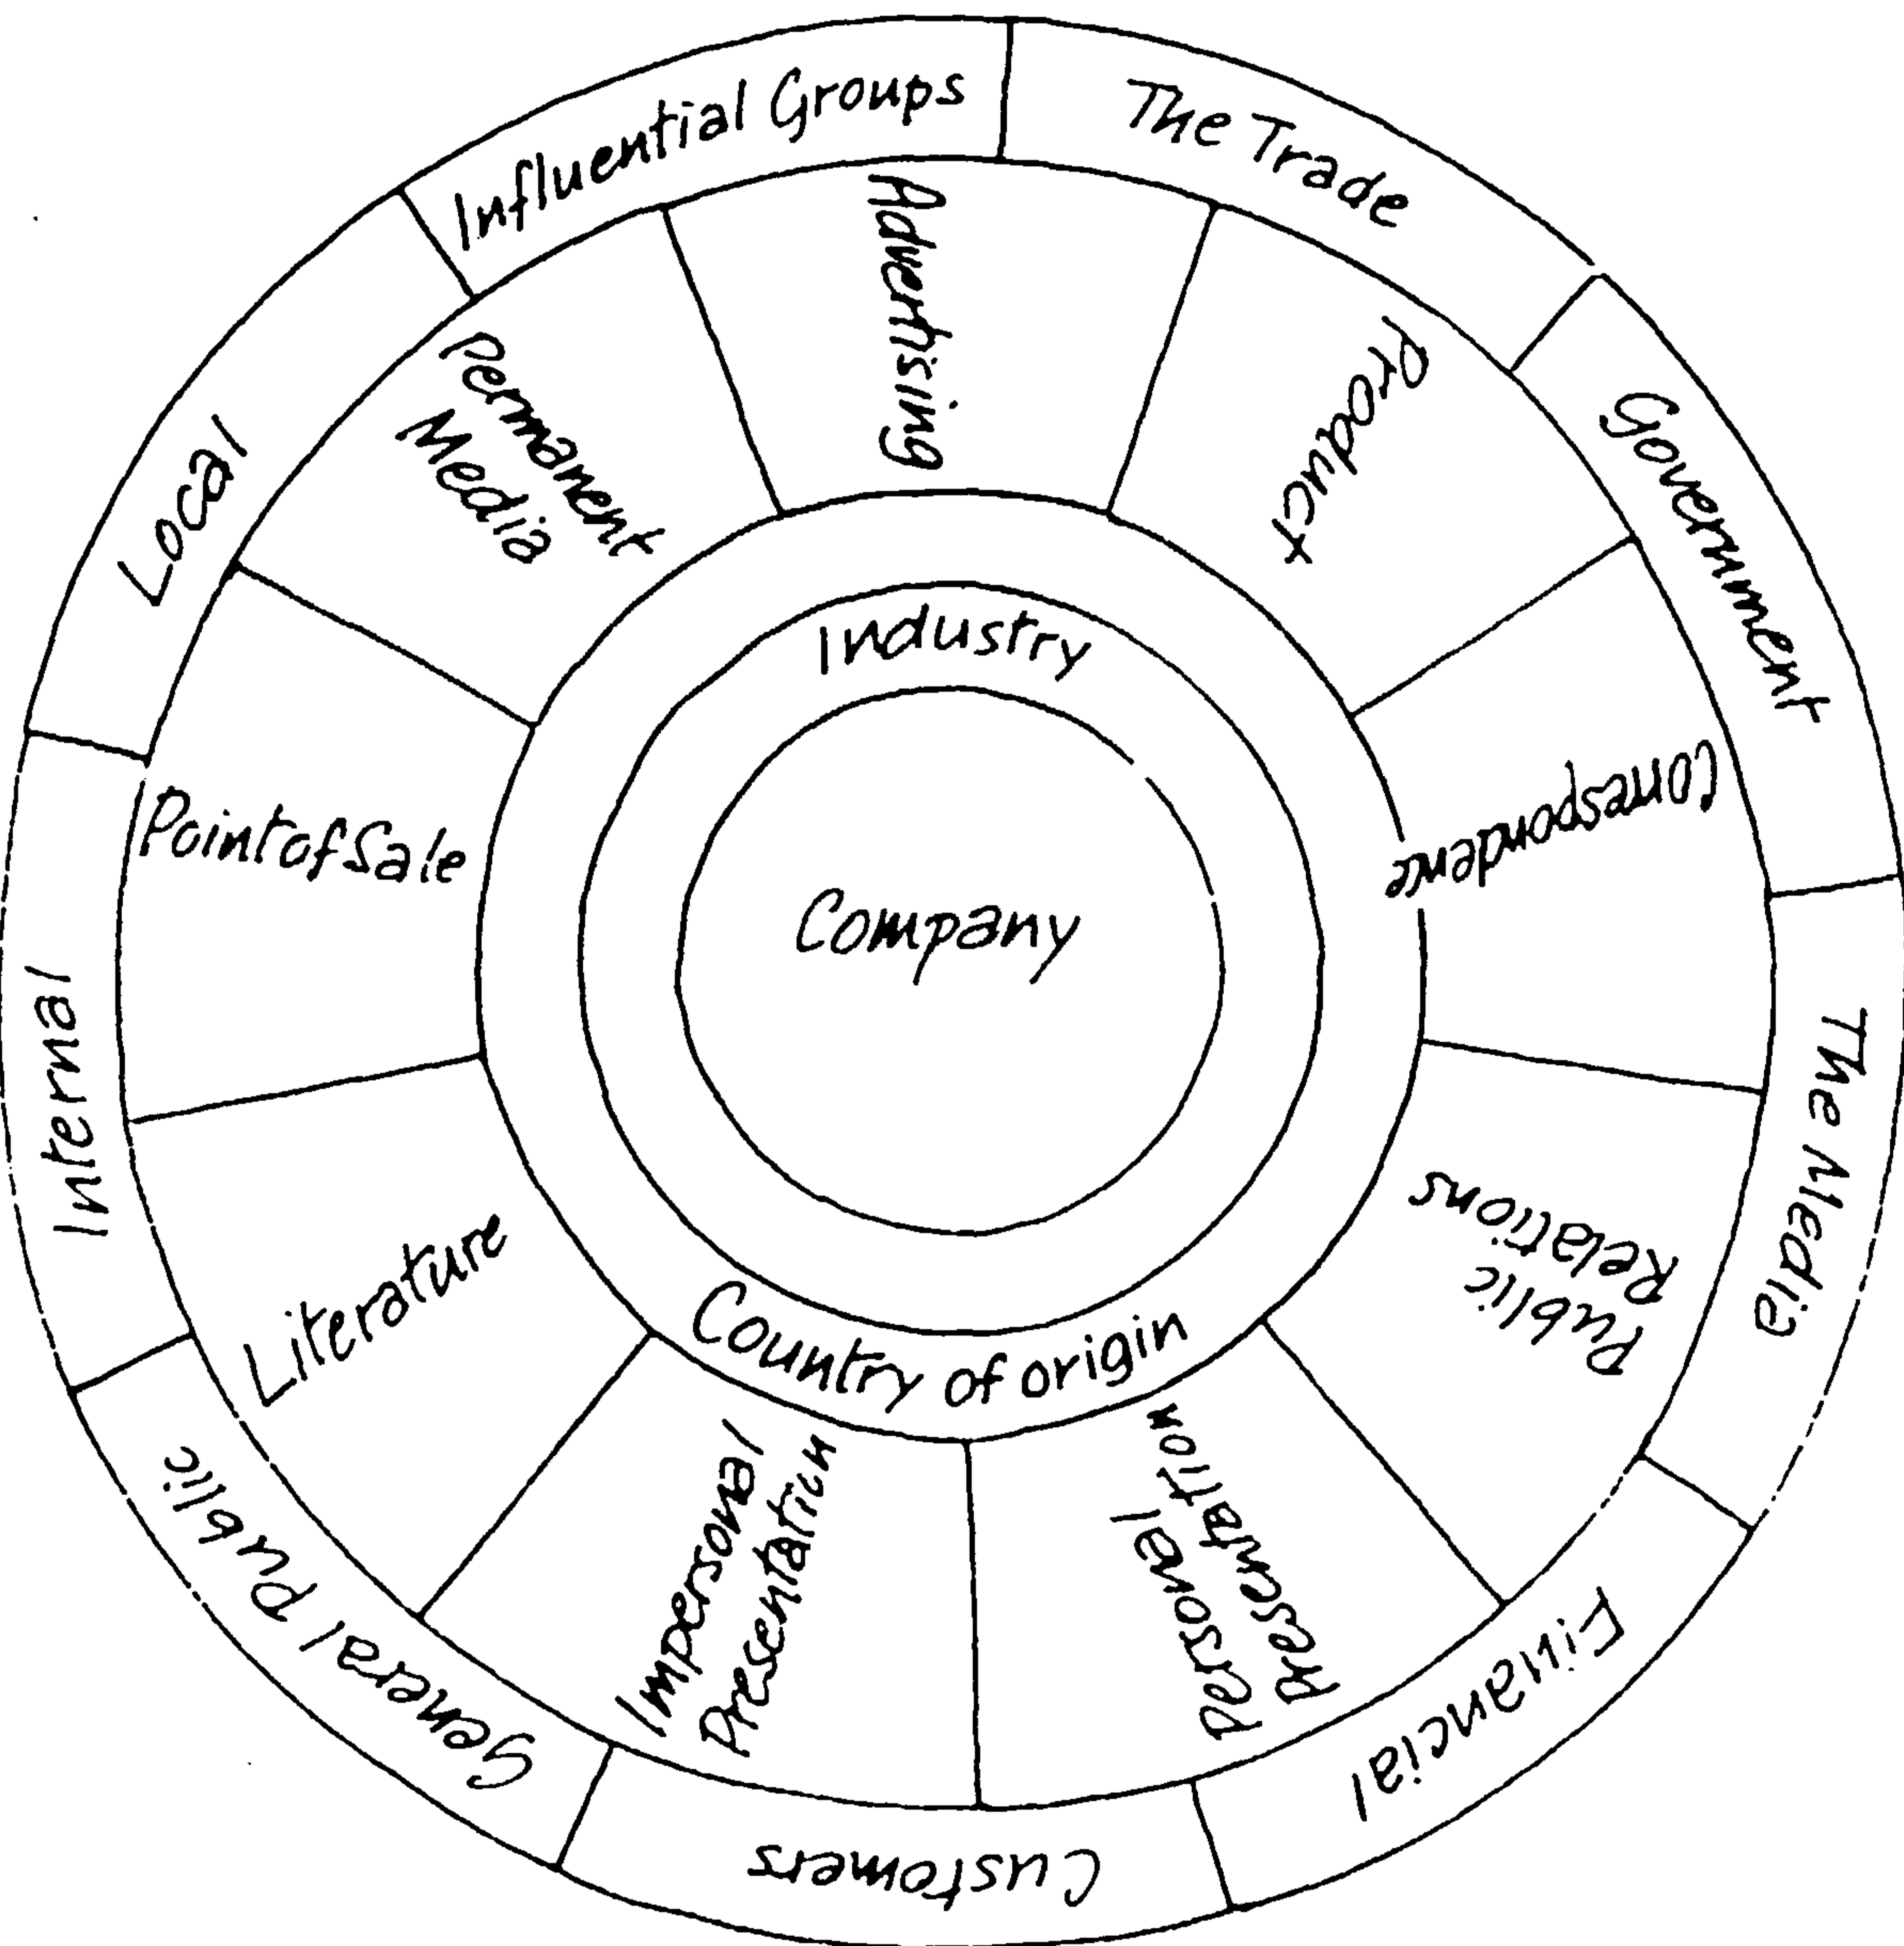 Influential Groups
The Trade
Government
The Media
Financial
Customers
General Public
Internal
Local
Advertising
Product
Correspondence
Public
Relations
Personal
Presentation
Impersonal
Presentation
Literature
Point of Sale
Permanent
Media
Industry
Company
Country of origin